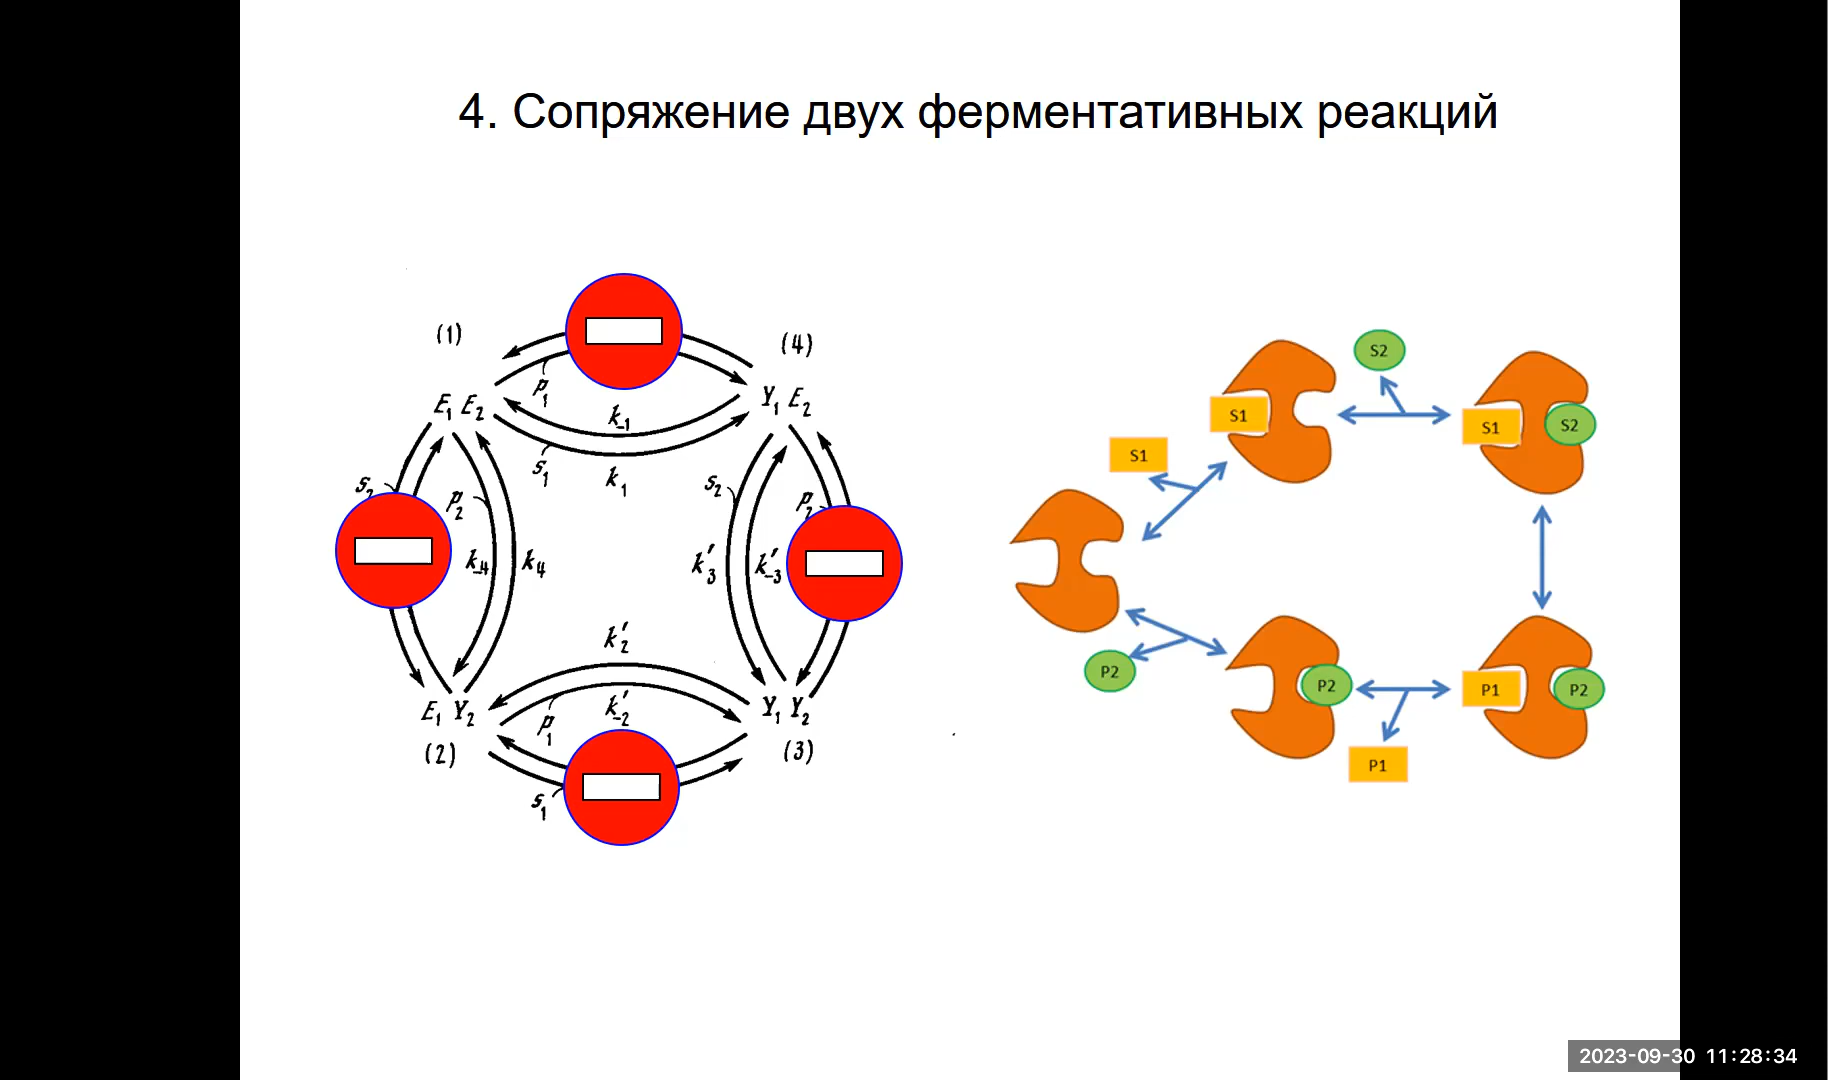 4. Сопряжение двух ферментативных реакций
(1)
(4)
p₁
E₁ E₂
Y₁ E₂
k₋₁
s₁
k₁
s₂
p₂
s₂
p₂
k₋₄
k₄
k′₃
k′₋₃
k′₂
k′₋₂
E₁ Y₂
p₁
Y₁ Y₂
(2)
(3)
s₁
S2
S1
S1
S2
S1
P2
P2
P1
P2
P1
2023-09-30 11:28:34